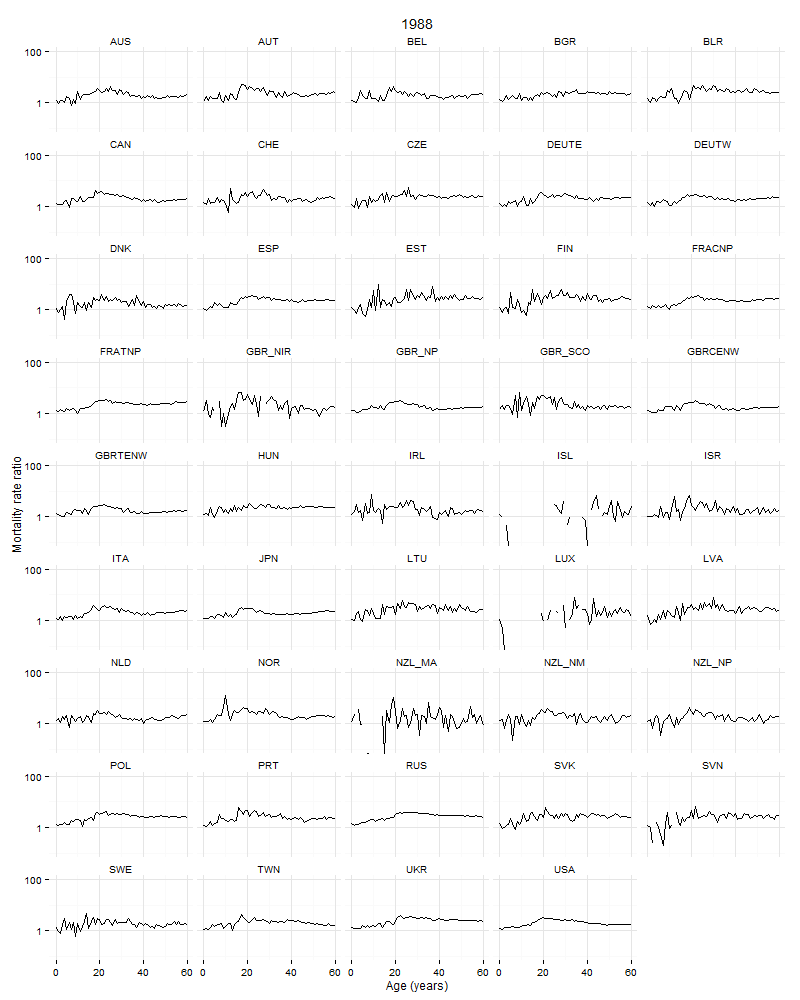 1988
AUS AUT BEL BGR BLR
100
1
CAN CHE CZE DEUTE DEUTW
100
1
DNK ESP EST FIN FRACNP
100
1
FRATNP GBR_NIR GBR_NP GBR_SCO GBRCENW
100
1
GBRTENW HUN IRL ISL ISR
100
1
ITA JPN LTU LUX LVA
100
1
NLD NOR NZL_MA NZL_NM NZL_NP
100
1
POL PRT RUS SVK SVN
100
1
SWE TWN UKR USA
100
1
0 20 40 60 0 20 40 60 0 20 40 60 0 20 40 60
Age (years)
Mortality rate ratio